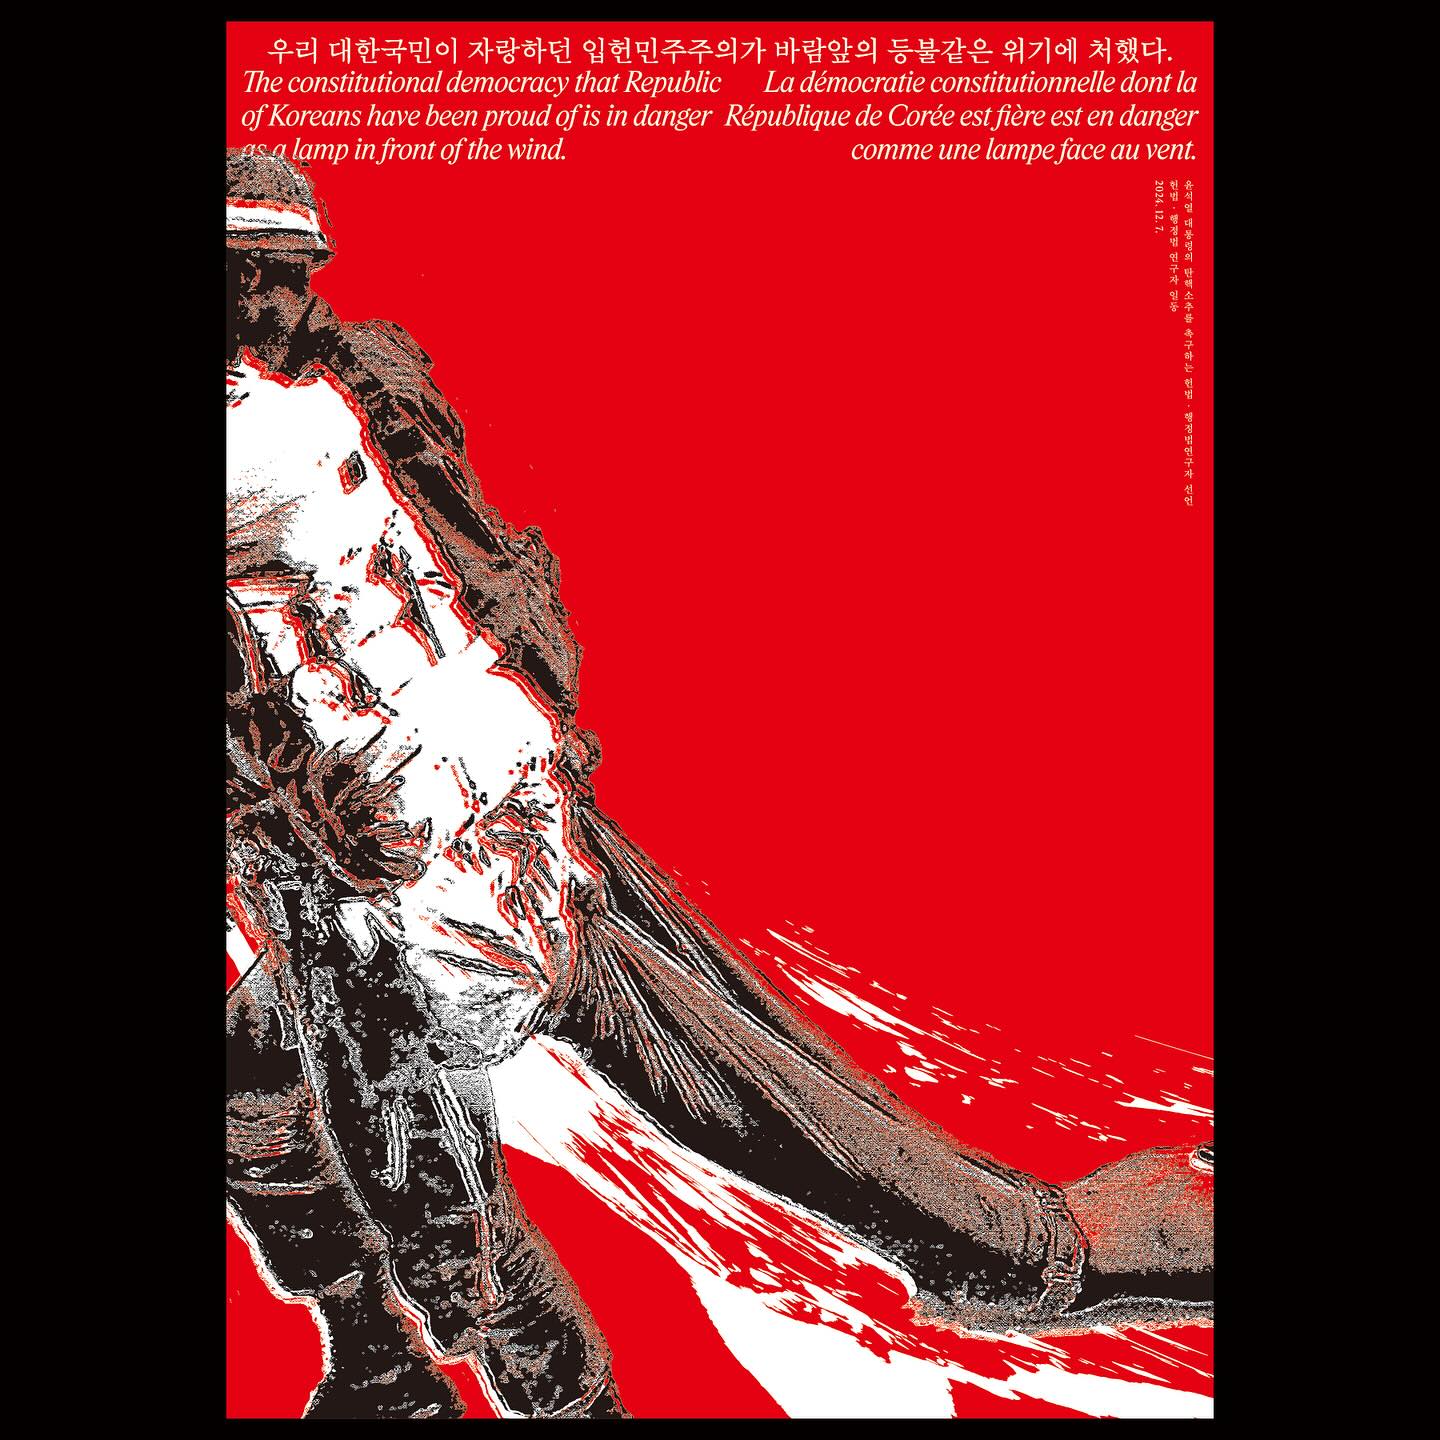 우리 대한국민이 자랑하던 입헌민주주의가 바람앞의 등불같은 위기에 처했다.
The constitutional democracy that Republic
of Koreans have been proud of is in danger
as a lamp in front of the wind.
La démocratie constitutionnelle dont la
République de Corée est fière est en danger
comme une lampe face au vent.
윤석열 대통령의 탄핵소추를 촉구하는 헌법 · 행정법연구자 선언
헌법 · 행정법 연구자 일동
2024. 12. 7.